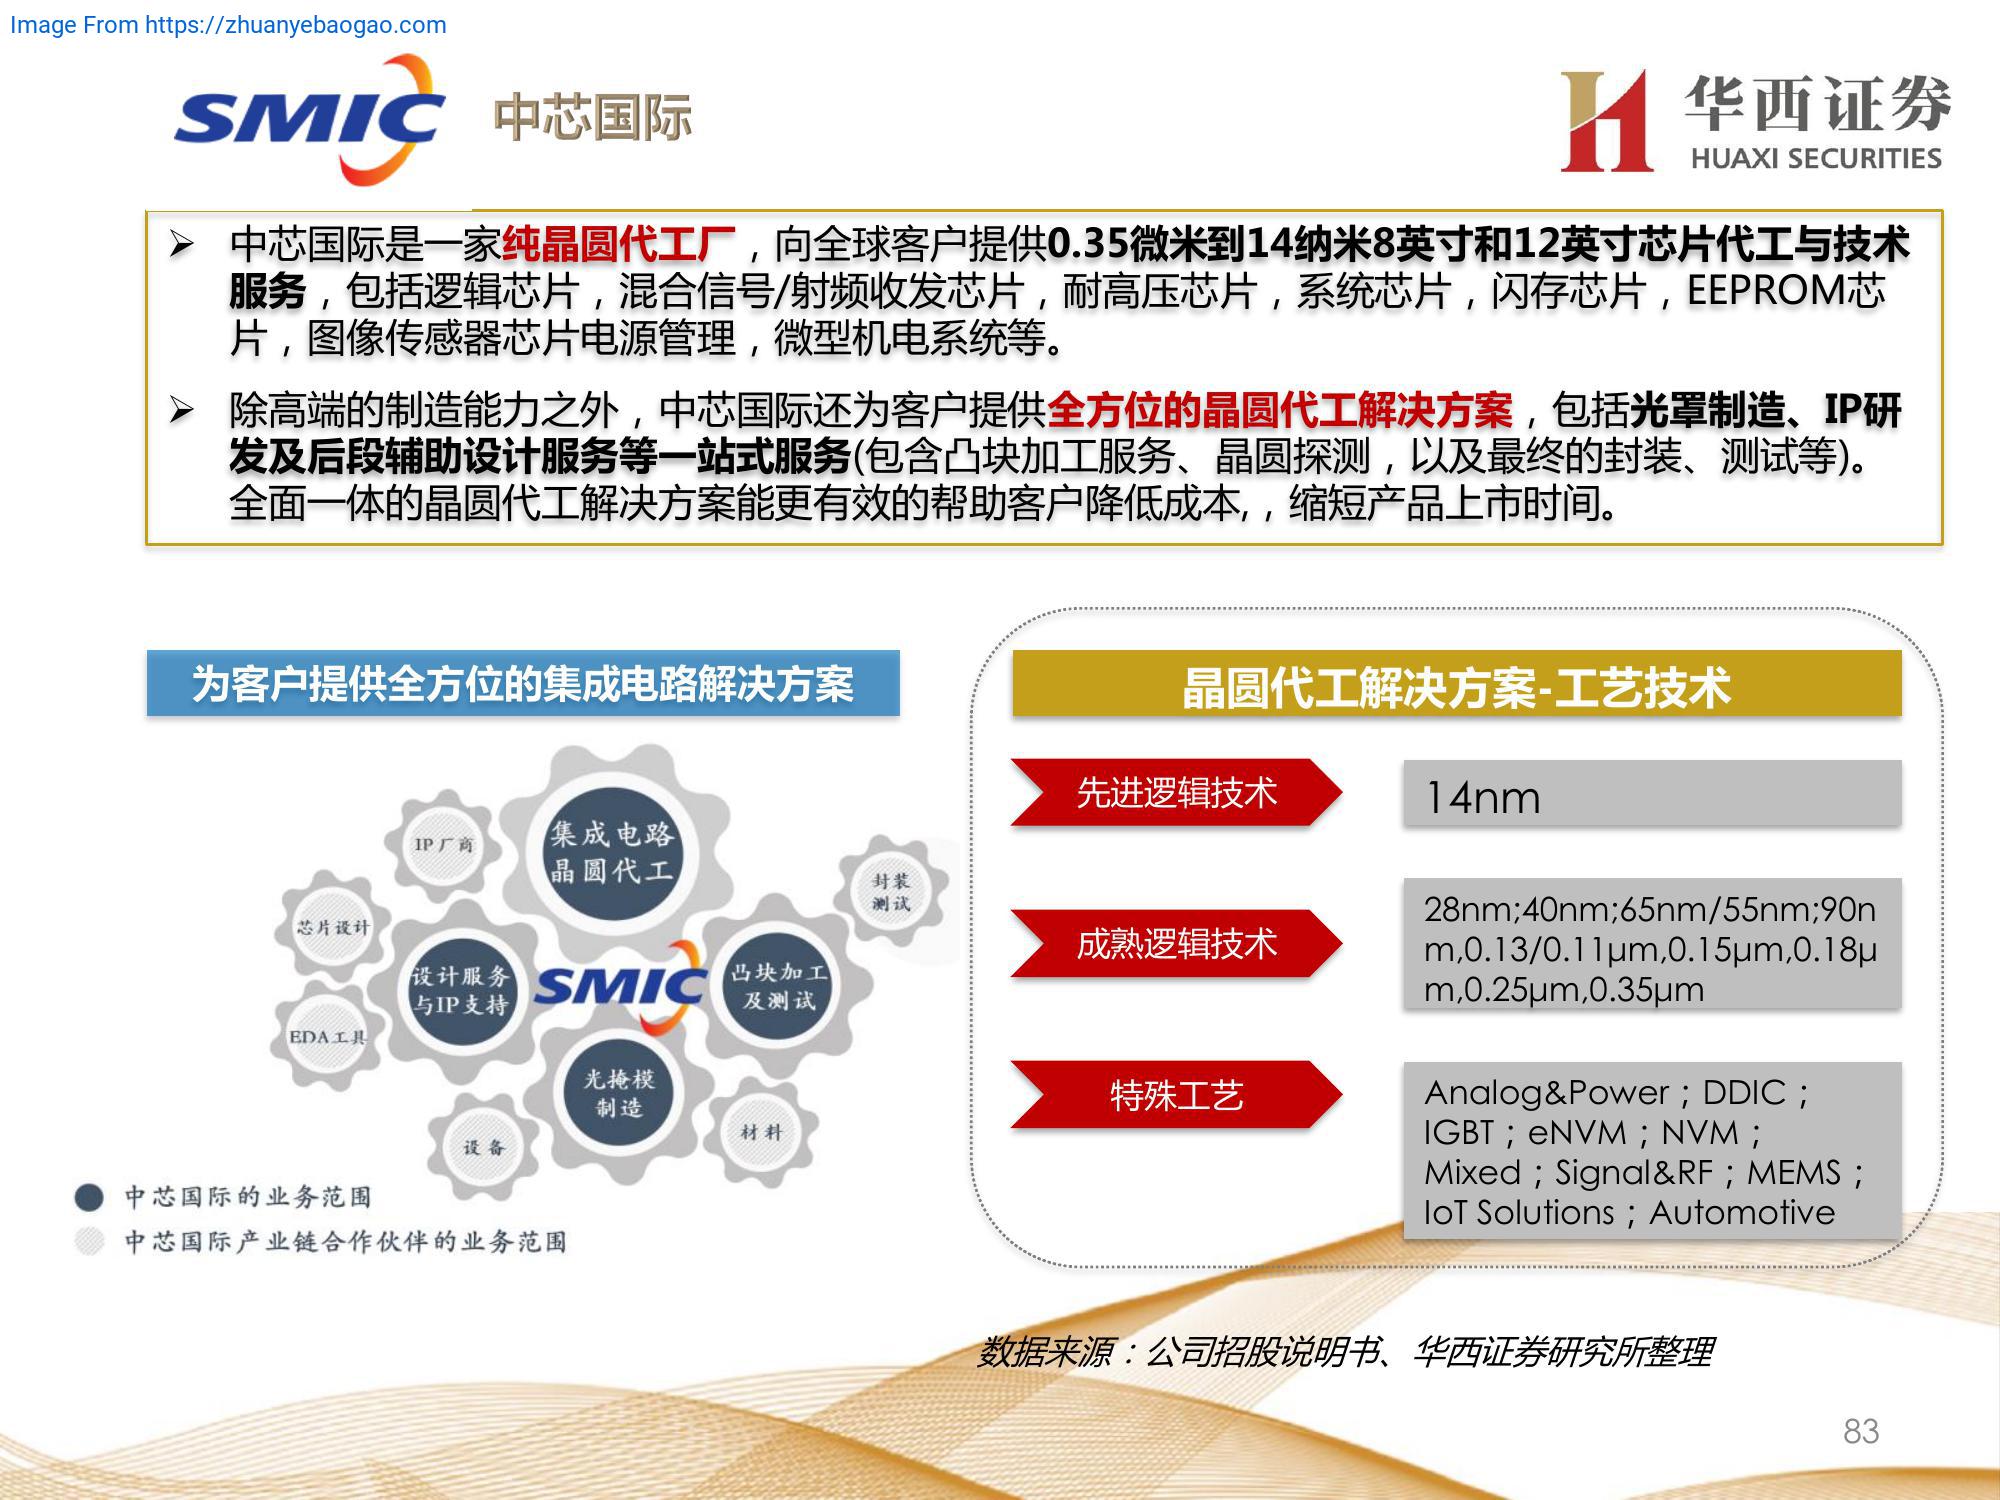 Image From https://zhuanyebaogao.com
SMIC 中芯国际
华西证券
HUAXI SECURITIES
➢ 中芯国际是一家纯晶圆代工厂，向全球客户提供0.35微米到14纳米8英寸和12英寸芯片代工与技术
服务，包括逻辑芯片，混合信号/射频收发芯片，耐高压芯片，系统芯片，闪存芯片，EEPROM芯
片，图像传感器芯片电源管理，微型机电系统等。
➢ 除高端的制造能力之外，中芯国际还为客户提供全方位的晶圆代工解决方案，包括光罩制造、IP研
发及后段辅助设计服务等一站式服务(包含凸块加工服务、晶圆探测，以及最终的封装、测试等)。
全面一体的晶圆代工解决方案能更有效的帮助客户降低成本,，缩短产品上市时间。
为客户提供全方位的集成电路解决方案
集成电路
晶圆代工
IP厂商
封装
测试
芯片设计
设计服务
与IP支持
SMIC
凸块加工
及测试
EDA工具
光掩模
制造
设备
材料
中芯国际的业务范围
中芯国际产业链合作伙伴的业务范围
晶圆代工解决方案-工艺技术
先进逻辑技术
14nm
成熟逻辑技术
28nm;40nm;65nm/55nm;90n
m,0.13/0.11μm,0.15μm,0.18μ
m,0.25μm,0.35μm
特殊工艺
Analog&Power；DDIC；
IGBT；eNVM；NVM；
Mixed；Signal&RF；MEMS；
IoT Solutions；Automotive
数据来源：公司招股说明书、华西证券研究所整理
83